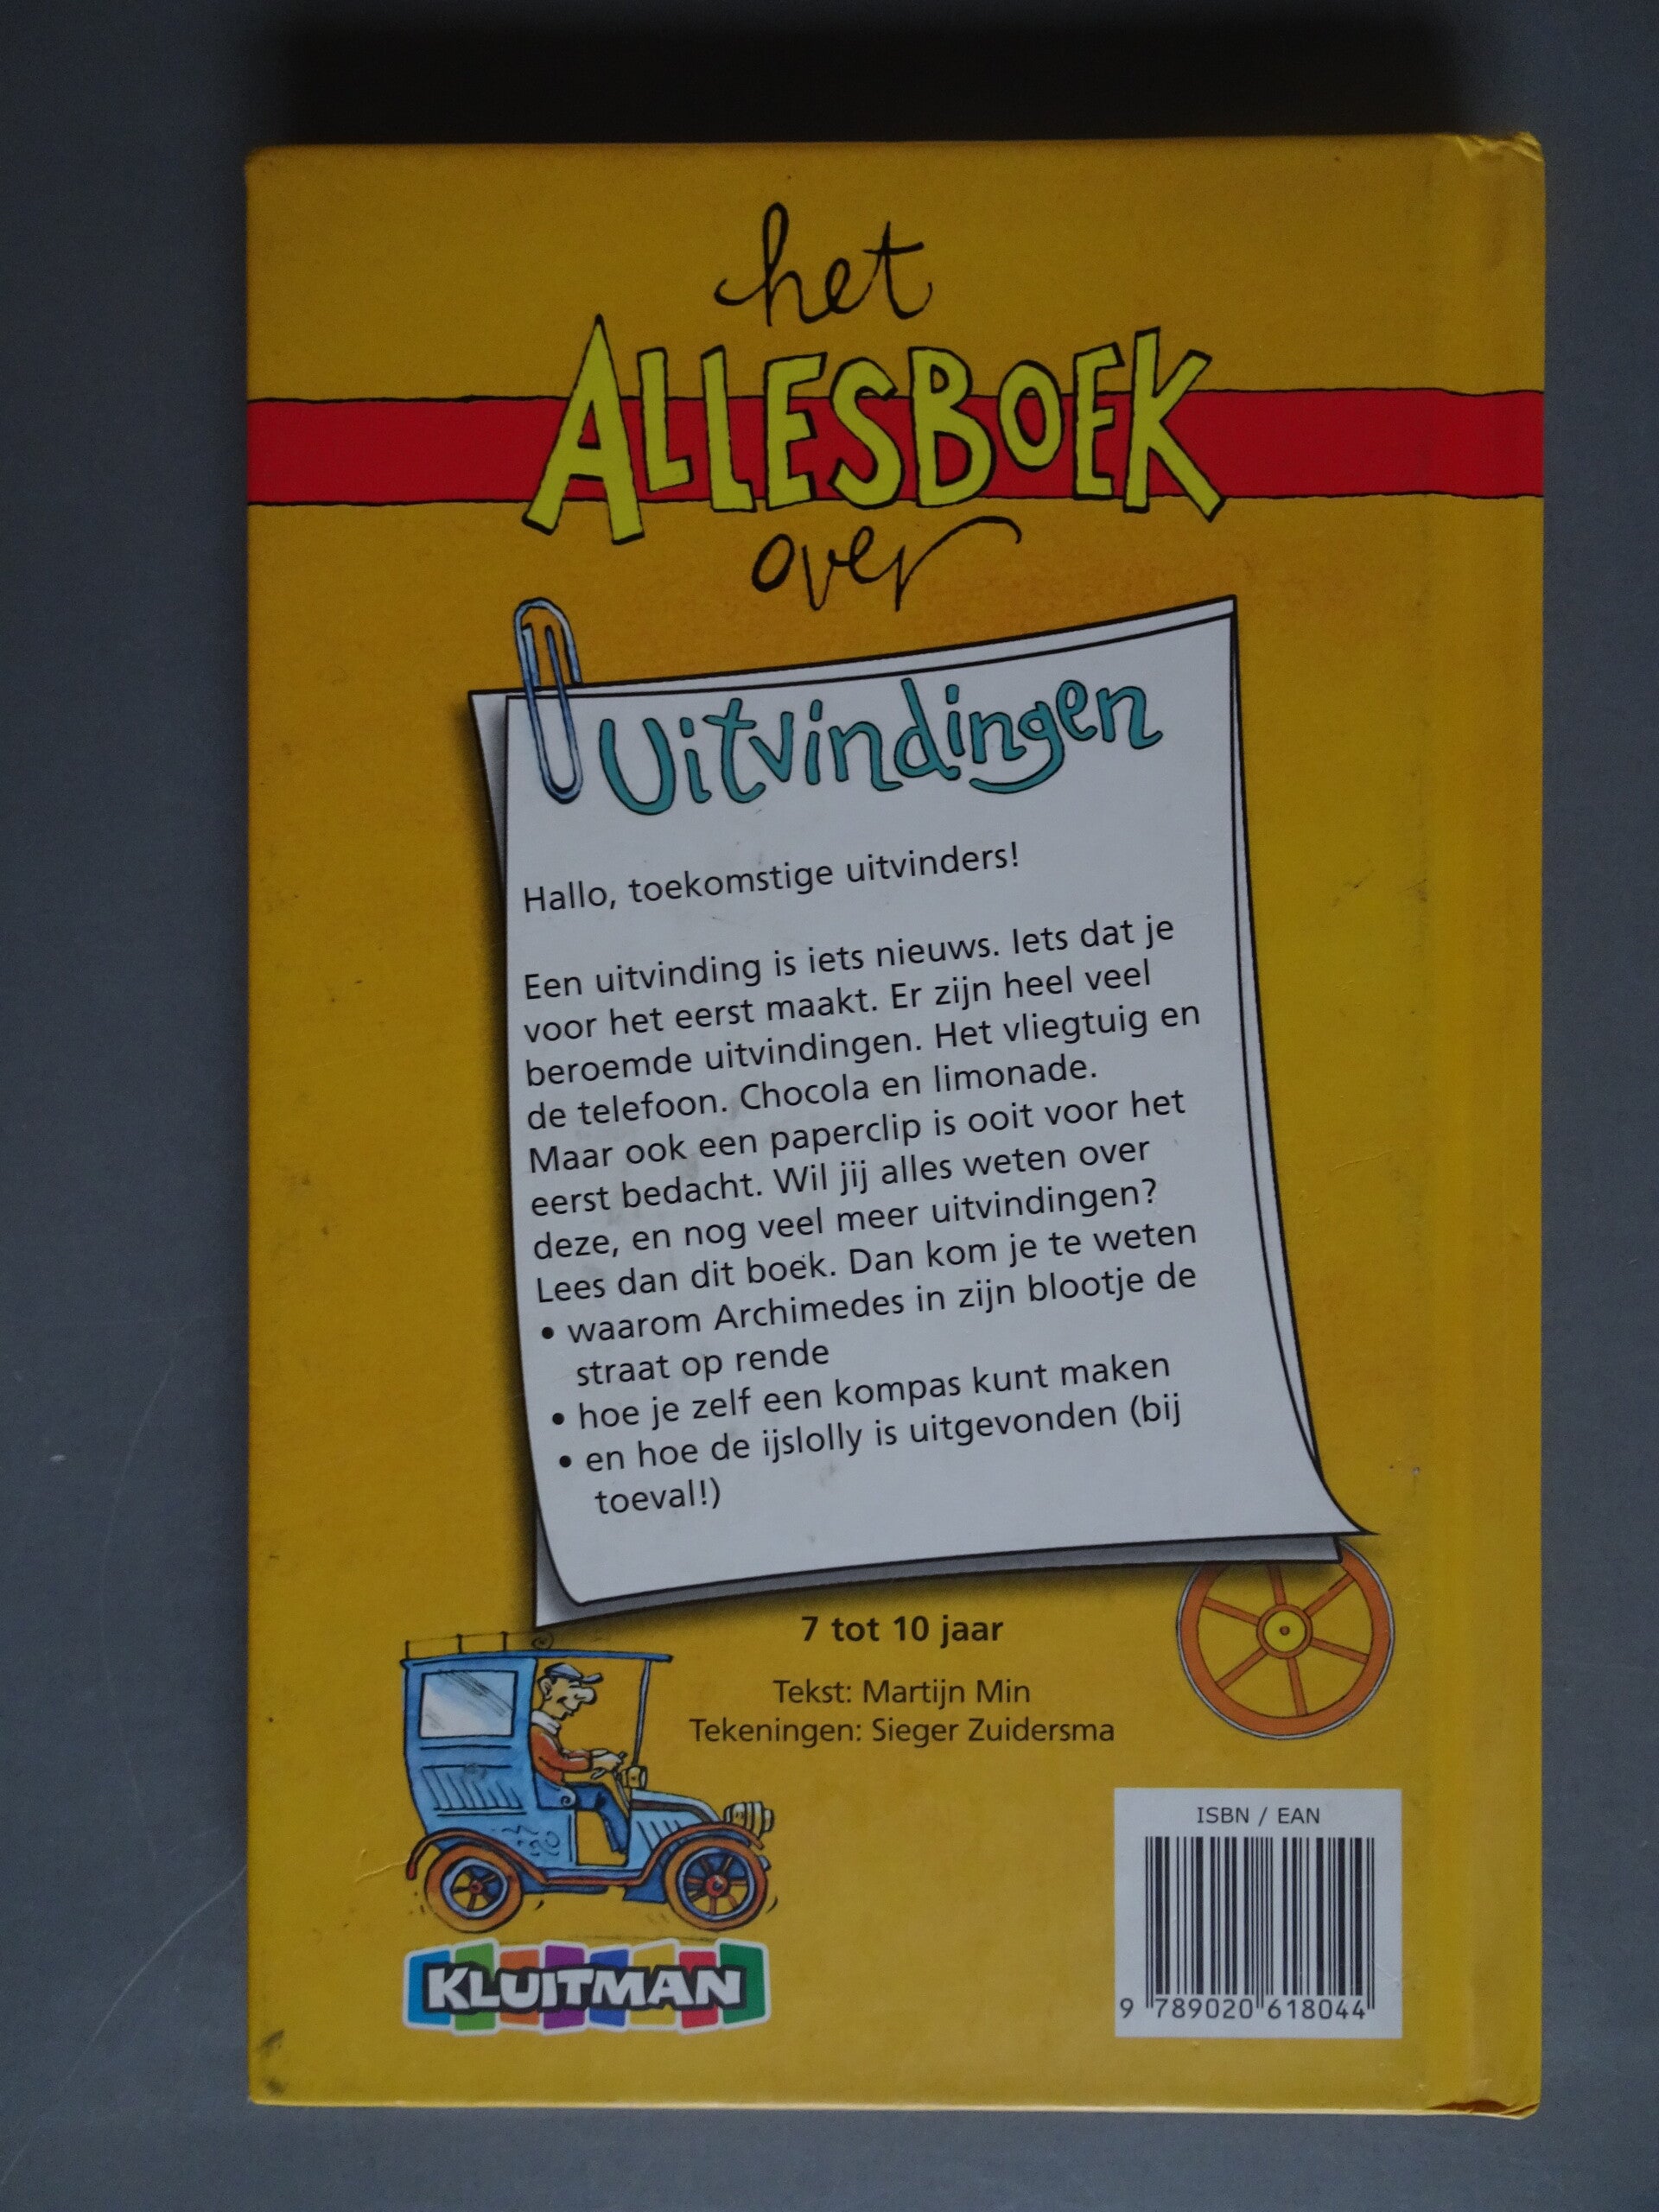 het
ALLESBOEK
over
Uitvindingen
Hallo, toekomstige uitvinders!
Een uitvinding is iets nieuws. Iets dat je
voor het eerst maakt. Er zijn heel veel
beroemde uitvindingen. Het vliegtuig en
de telefoon. Chocola en limonade.
Maar ook een paperclip is ooit voor het
eerst bedacht. Wil jij alles weten over
deze, en nog veel meer uitvindingen?
Lees dan dit boek. Dan kom je te weten
• waarom Archimedes in zijn blootje de
straat op rende
• hoe je zelf een kompas kunt maken
• en hoe de ijslolly is uitgevonden (bij
toeval!)
7 tot 10 jaar
Tekst: Martijn Min
Tekeningen: Sieger Zuidersma
ISBN / EAN
9 789020 618044
KLUITMAN